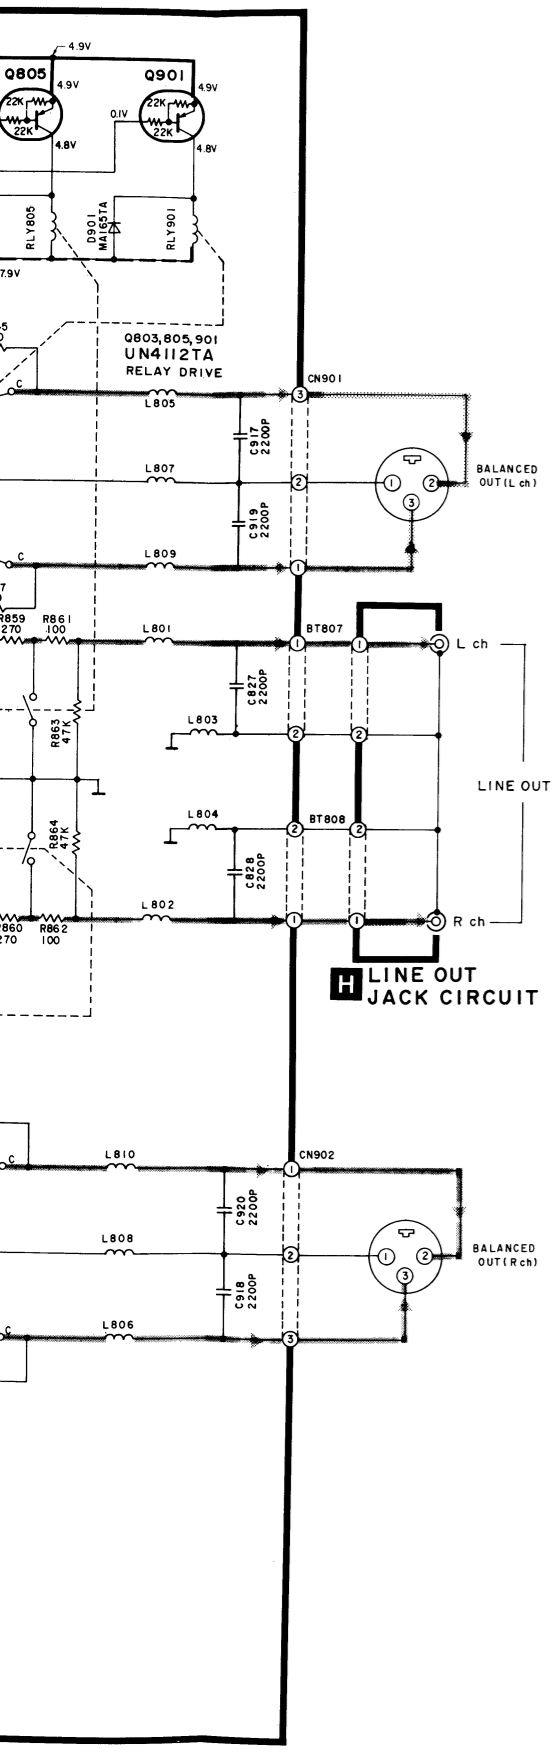 4.9V
Q805
Q901
4.9V
4.9V
22K
22K
0.1V
22K
22K
4.8V
4.8V
RLY805
D901
MA165TA
RLY901
7.9V
Q803,805,901
UN4112TA
RELAY DRIVE
C
CN901
3
L805
C917
2200P
L807
2
1
2
3
BALANCED
OUT(L ch)
C919
2200P
C
L809
1
R859
270
R861
100
L801
BT807
1
1
L ch
C827
2200P
R863
47K
L803
2
2
LINE OUT
R864
47K
L804
BT808
2
2
C828
2200P
L802
1
1
R ch
R860
270
R862
100
H
LINE OUT
JACK CIRCUIT
C
L810
CN902
1
C920
2200P
L808
2
1
2
3
BALANCED
OUT(Rch)
C918
2200P
C
L806
3